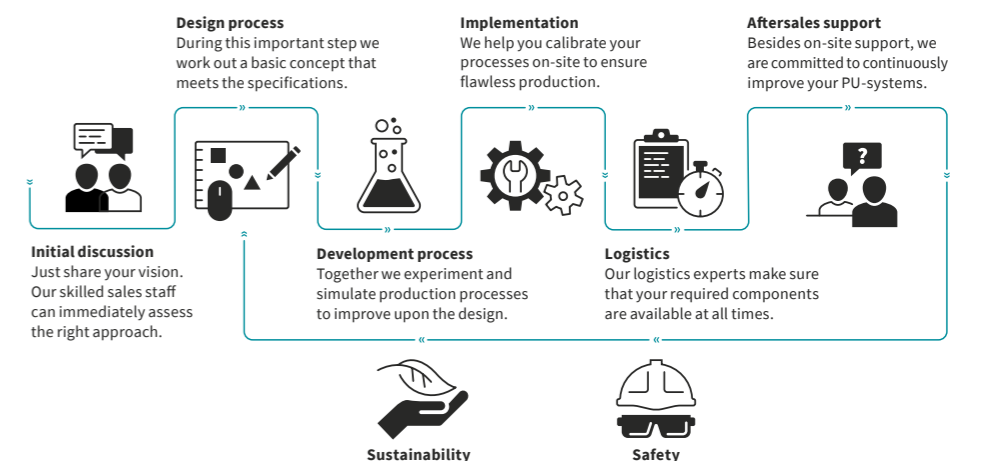 Design process
During this important step we
work out a basic concept that
meets the specifications.
Implementation
We help you calibrate your
processes on-site to ensure
flawless production.
Aftersales support
Besides on-site support, we
are committed to continuously
improve your PU-systems.
?
Initial discussion
Just share your vision.
Our skilled sales staff
can immediately assess
the right approach.
Development process
Together we experiment and
simulate production processes
to improve upon the design.
Logistics
Our logistics experts make sure
that your required components
are available at all times.
Sustainability
Safety